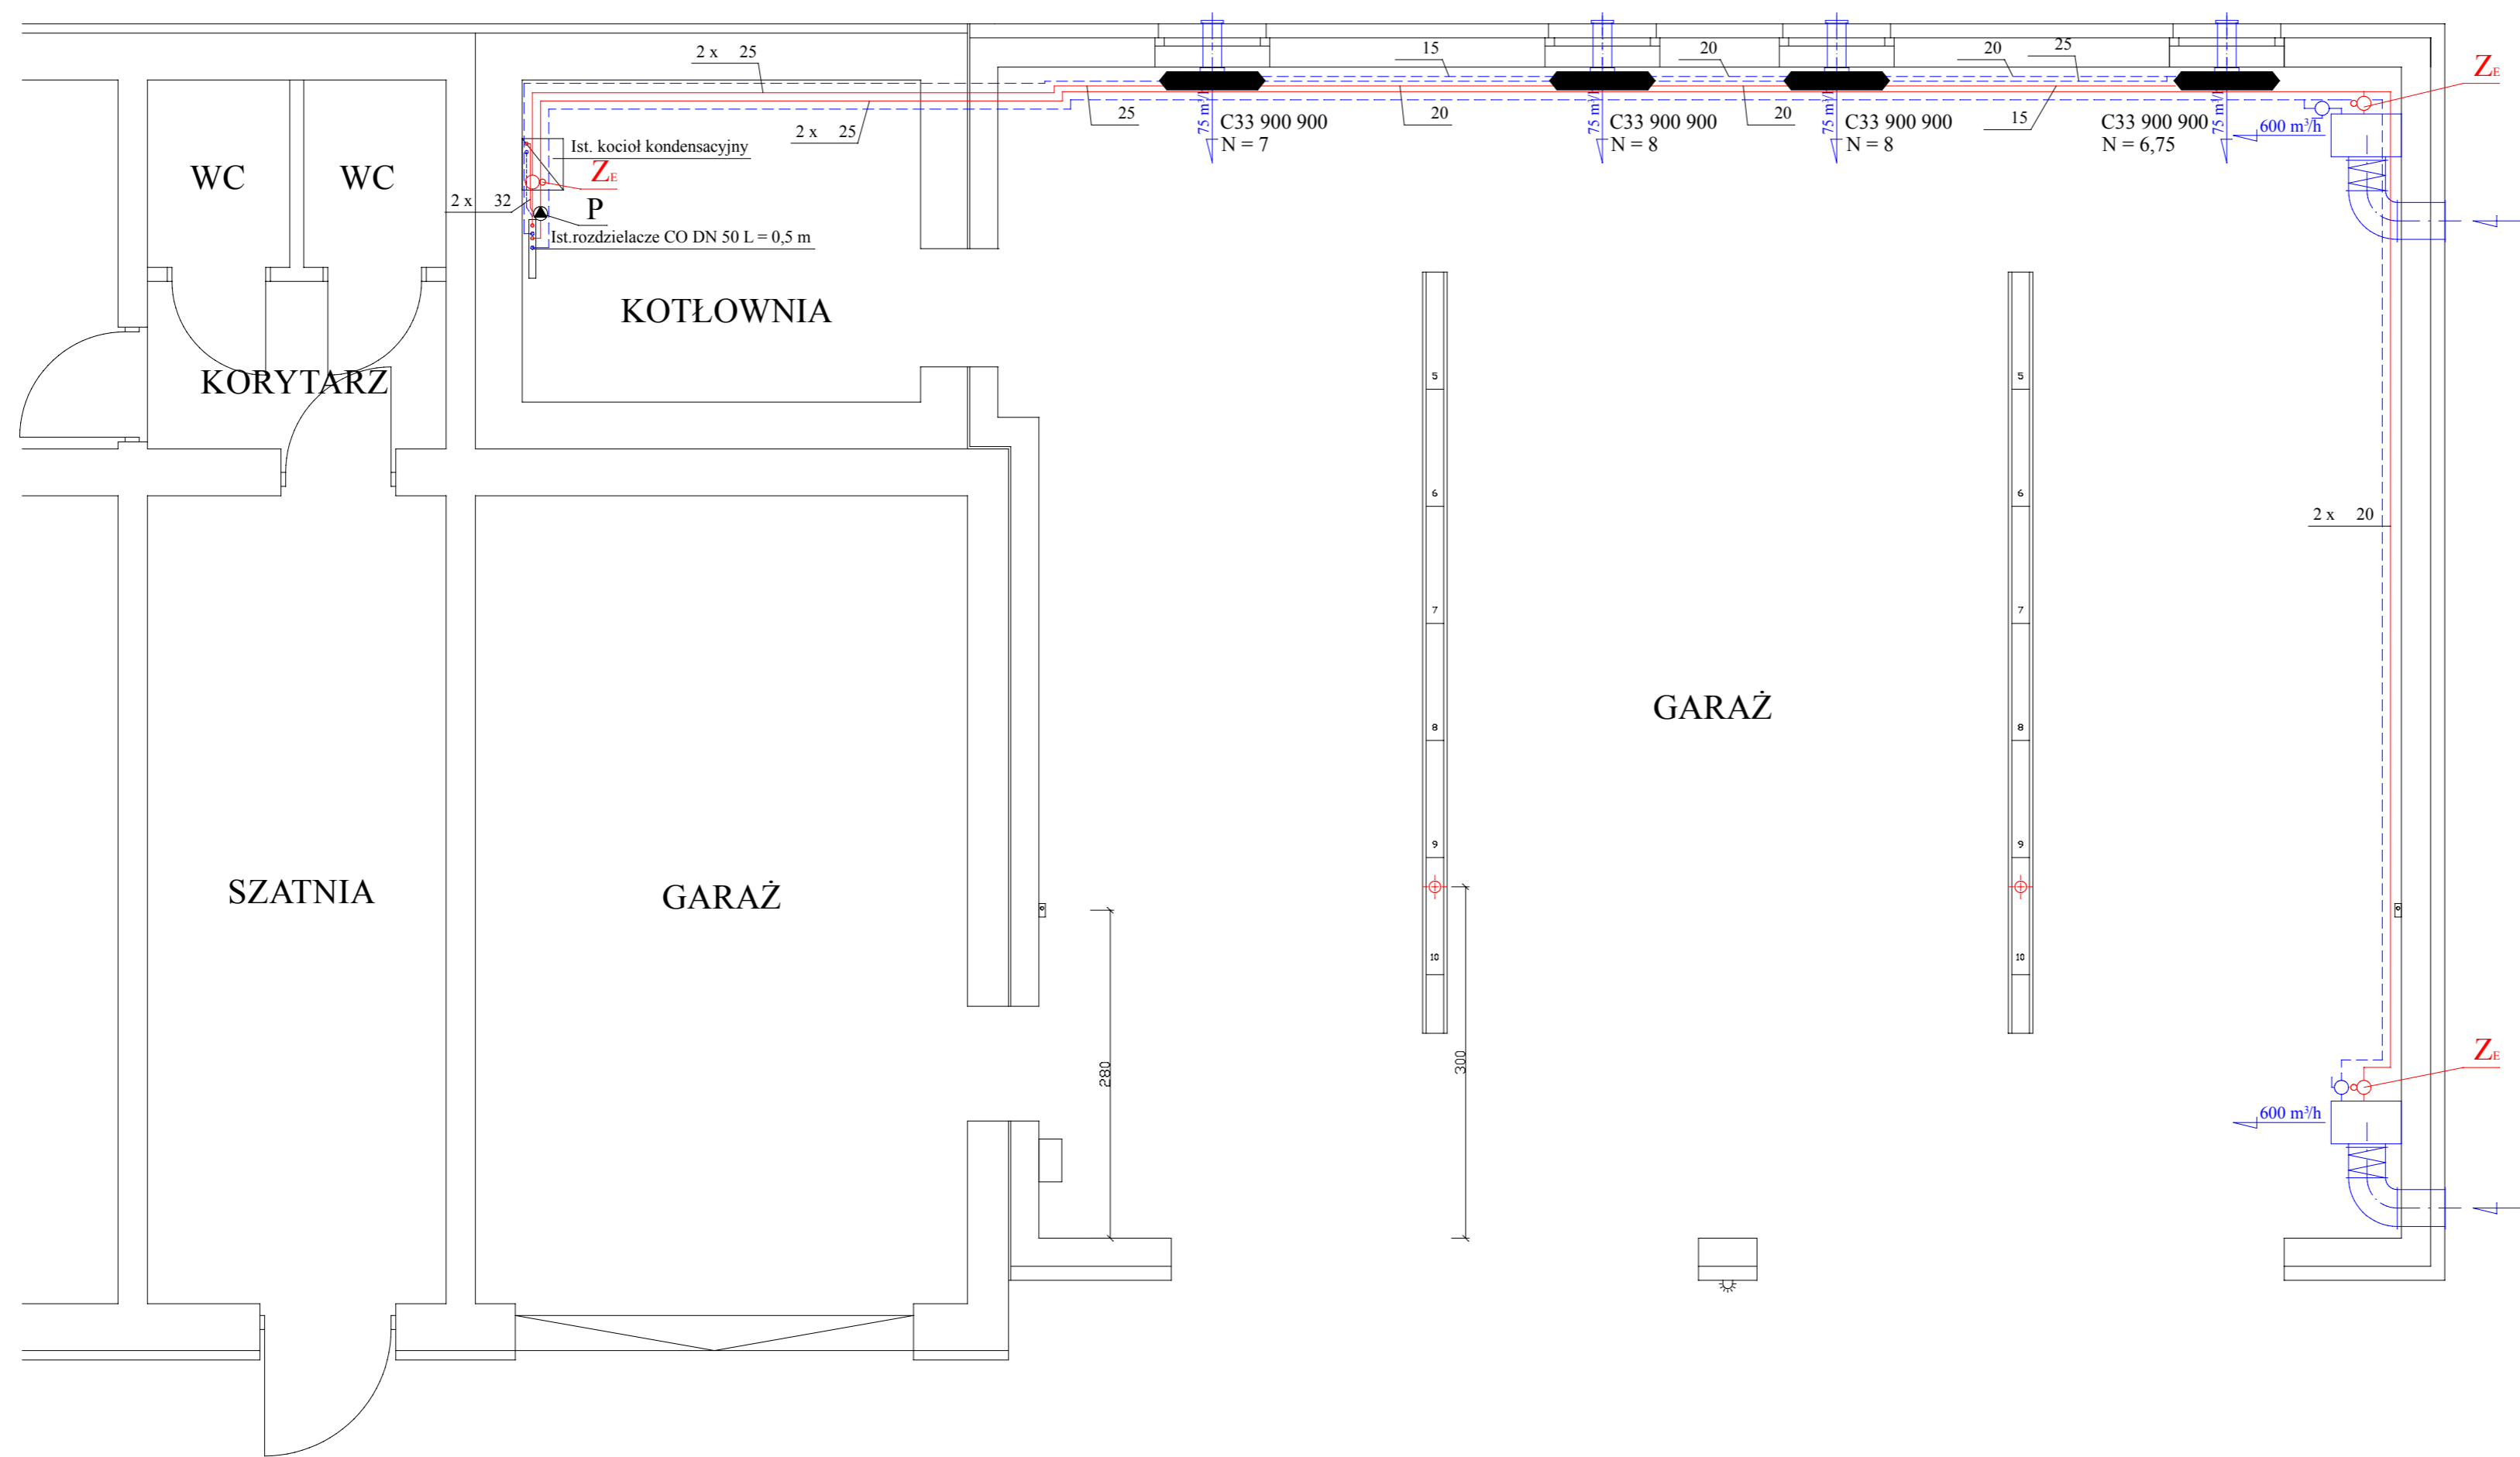 2 x 25
15
20
20
25
Z_E
2 x 25
25
20
20
15
75 m³/h
C33 900 900
N = 7
75 m³/h
C33 900 900
N = 8
75 m³/h
C33 900 900
N = 8
75 m³/h
C33 900 900
N = 6,75
600 m³/h
Ist. kocioł kondensacyjny
Z_E
WC
WC
2 x 32
P
Ist.rozdzielacze CO DN 50 L = 0,5 m
KOTŁOWNIA
KORYTARZ
5
5
6
6
2 x 20
7
7
GARAŻ
8
8
9
9
SZATNIA
GARAŻ
10
10
280
300
Z_E
600 m³/h